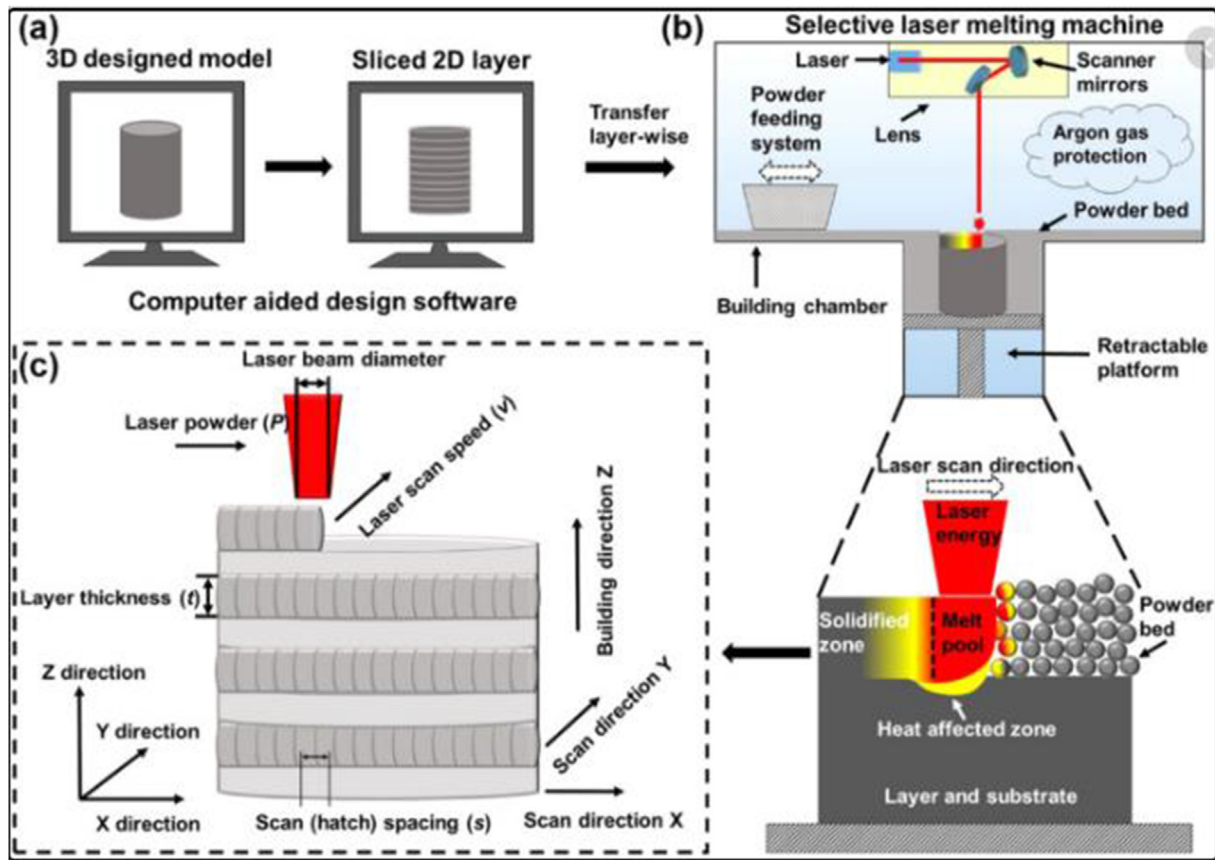 (a)
3D designed model
Sliced 2D layer
Transfer
layer-wise
Computer aided design software
(b)
Selective laser melting machine
Laser
Scanner
mirrors
Powder
feeding
system
Lens
Argon gas
protection
Powder bed
Building chamber
Retractable
platform
Laser scan direction
Laser
energy
Solidified
zone
Melt
pool
Powder
bed
Heat affected zone
Layer and substrate
(c)
Laser beam diameter
Laser powder (P)
Laser scan speed (v)
Building direction Z
Layer thickness (t)
Z direction
Y direction
X direction
Scan direction Y
Scan (hatch) spacing (s)
Scan direction X